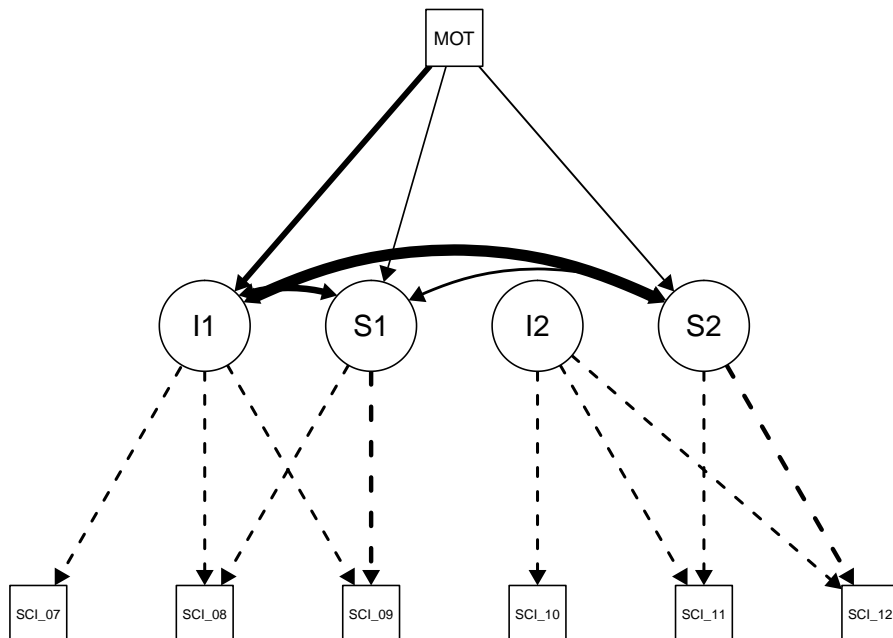 MOT
I1
S1
I2
S2
SCI_07
SCI_08
SCI_09
SCI_10
SCI_11
SCI_12